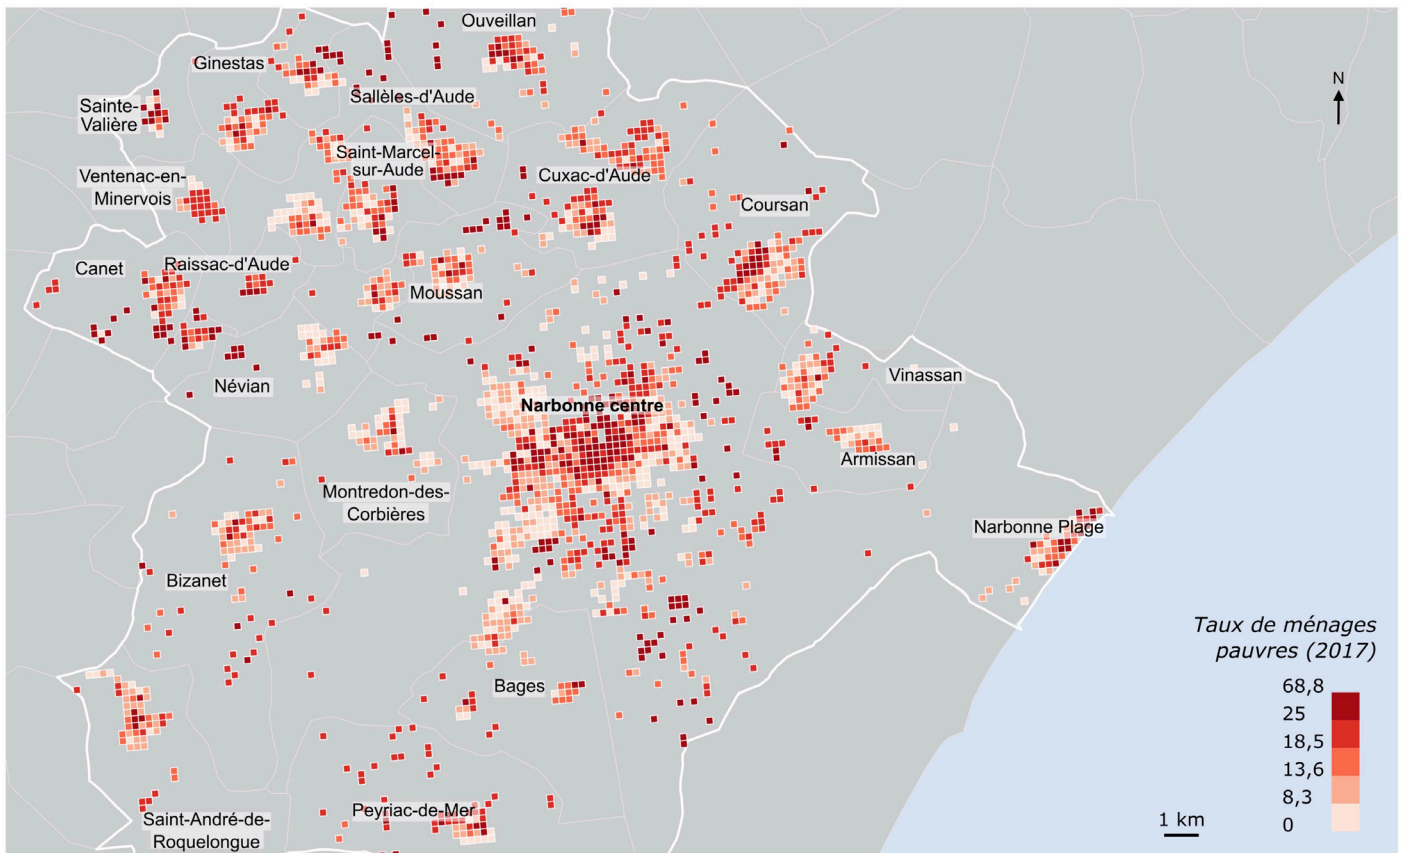 Ouveillan
Ginestas
Sallèles-d'Aude
Sainte-
Valière
Saint-Marcel-
sur-Aude
Cuxac-d'Aude
Ventenac-en-
Minervois
Coursan
Canet
Raissac-d'Aude
Moussan
Névian
Vinassan
Narbonne centre
Armissan
Montredon-des-
Corbières
Narbonne Plage
Bizanet
Bages
Peyriac-de-Mer
Saint-André-de-
Roquelongue
N
Taux de ménages
pauvres (2017)
68,8
25
18,5
13,6
8,3
0
1 km